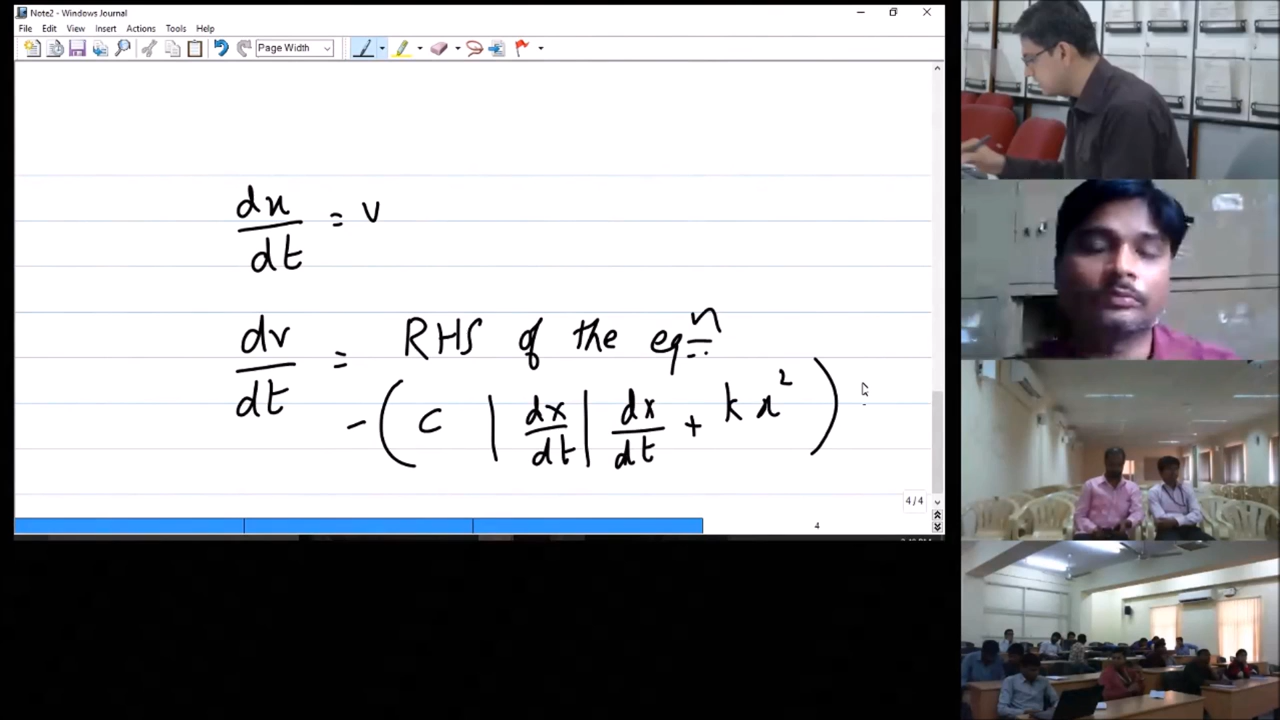 Note2 - Windows Journal
File Edit View Insert Actions Tools Help
Page Width
dx/dt = v
dv/dt = RHS of the eqn
- ( c |dx/dt| dx/dt + k x² )
4/4
4